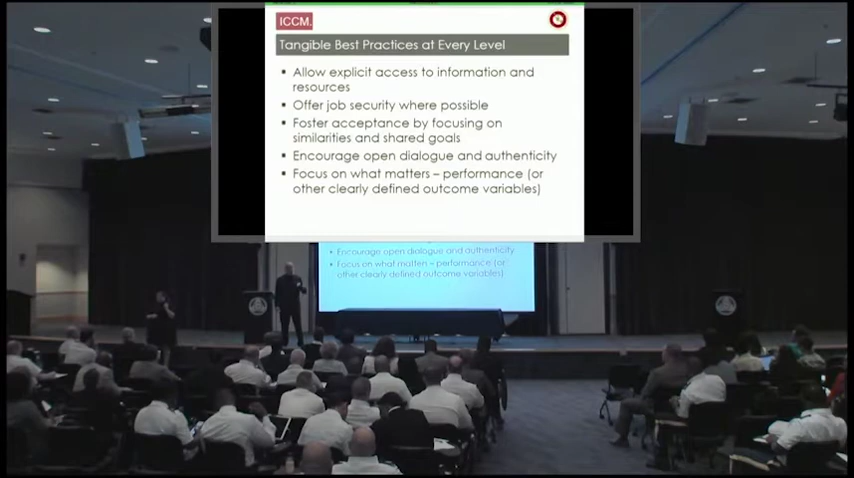 ICCM.
Tangible Best Practices at Every Level
▪ Allow explicit access to information and
resources
▪ Offer job security where possible
▪ Foster acceptance by focusing on
similarities and shared goals
▪ Encourage open dialogue and authenticity
▪ Focus on what matters – performance (or
other clearly defined outcome variables)
▪ Encourage open dialogue and authenticity
▪ Focus on what matters – performance (or
other clearly defined outcome variables)